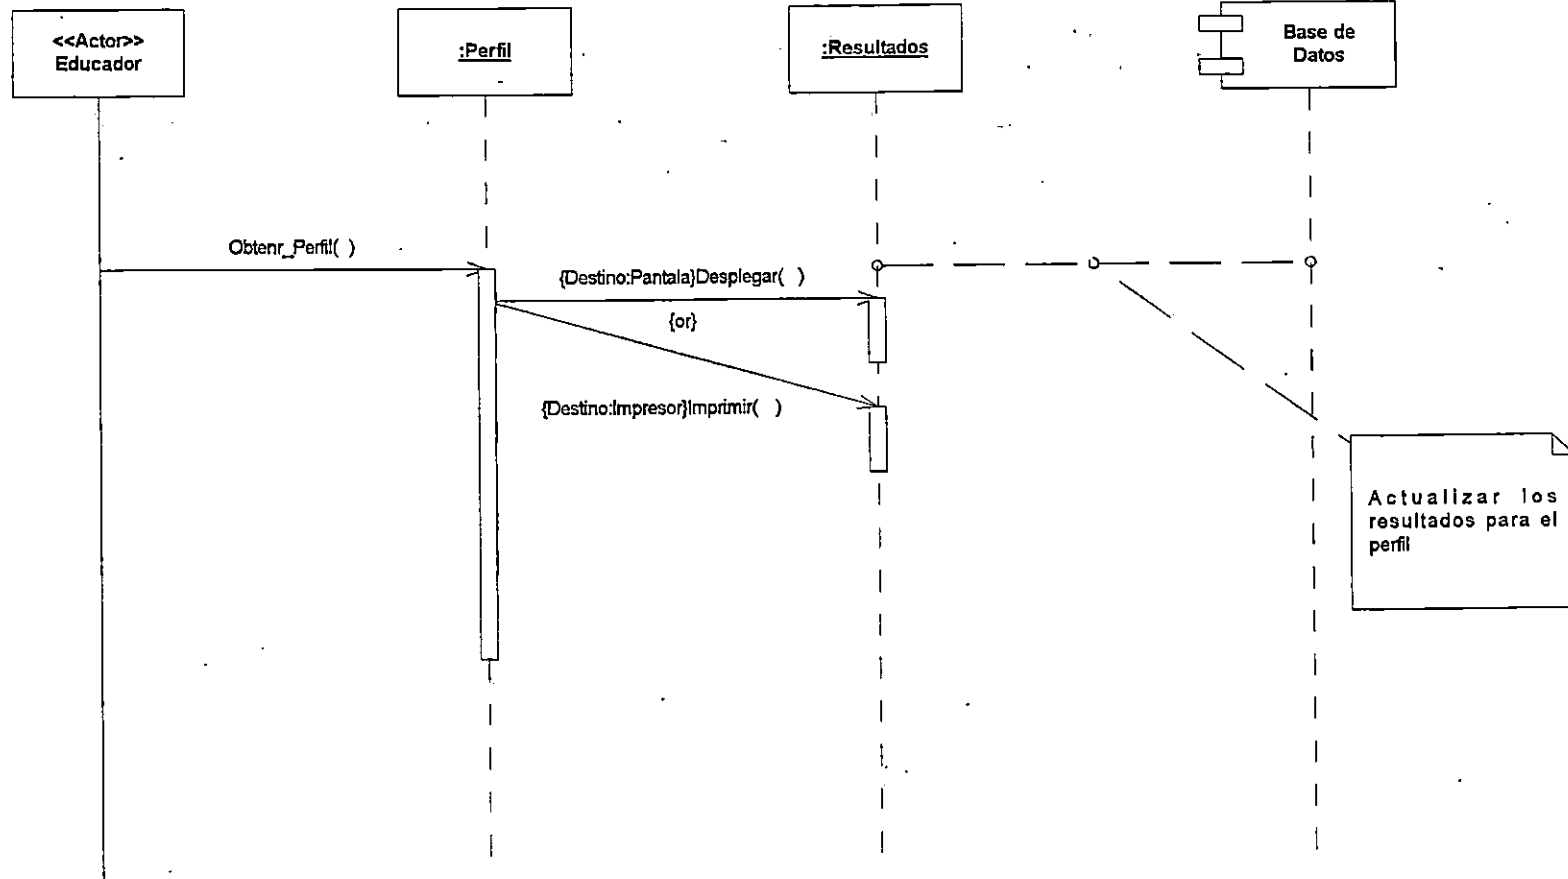 <<Actor>>
Educador
:Perfil
:Resultados
Base de
Datos
Obtenr_Perfil( )
{Destino:Pantala}Desplegar( )
{or}
{Destino:Impresor}Imprimir( )
Actualizar los
resultados para el
perfil